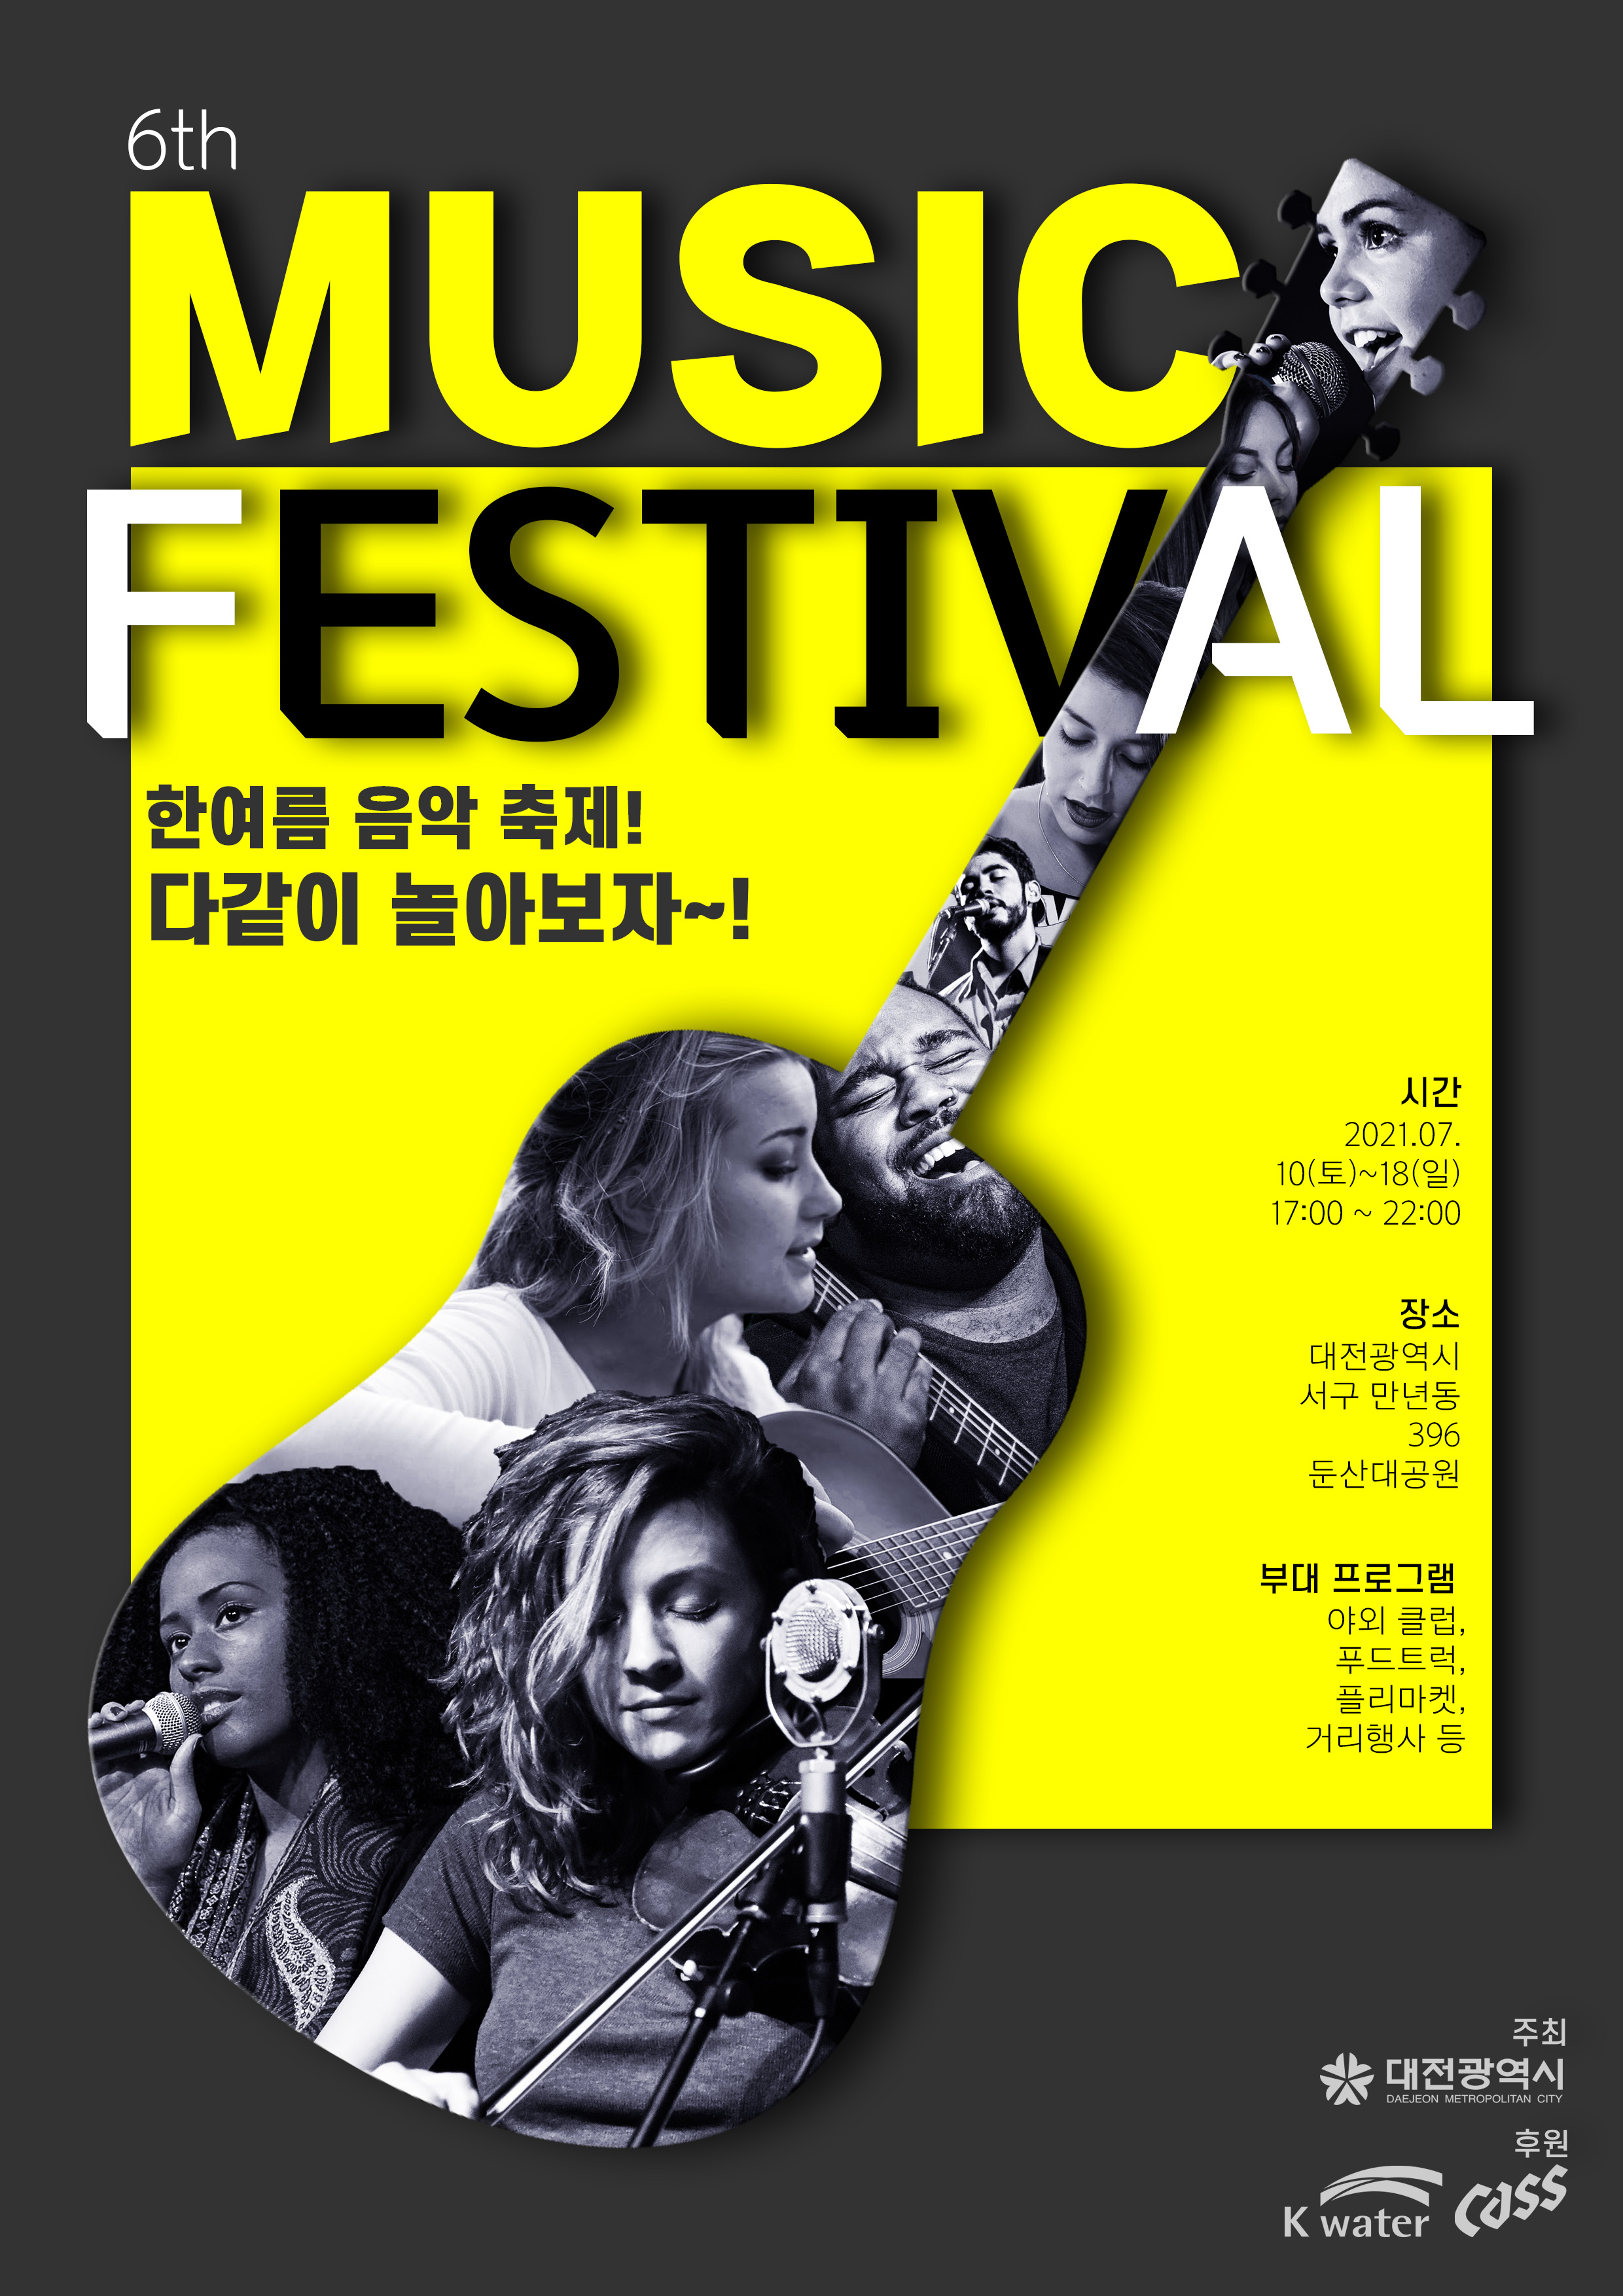 6th
MUSIC
FESTIVAL
한여름 음악 축제!
다같이 놀아보자~!
시간
2021.07.
10(토)~18(일)
17:00 ~ 22:00
장소
대전광역시
서구 만년동
396
둔산대공원
부대 프로그램
야외 클럽,
푸드트럭,
플리마켓,
거리행사 등
주최
대전광역시
DAEJEON METROPOLITAN CITY
후원
K water cass